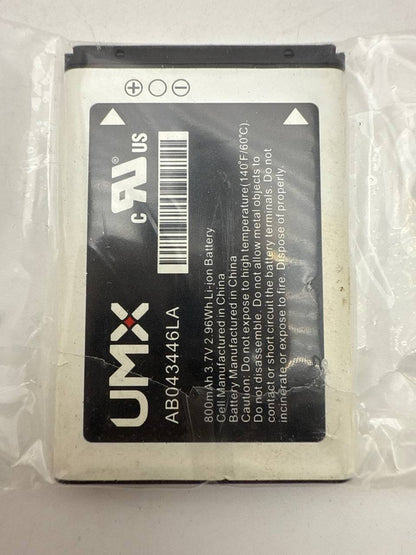 UMX
AB043446LA
800mAh 3.7V 2.96Wh Li-ion Battery
Cell Manufactured in China
Battery Manufactured in China
Caution: Do not expose to high temperature(140°F/60°C).
Do not disassemble. Do not allow metal objects to
contact or short circuit the battery terminals. Do not
incinerate or expose to fire. Dispose of properly.
c RU® US
+ −